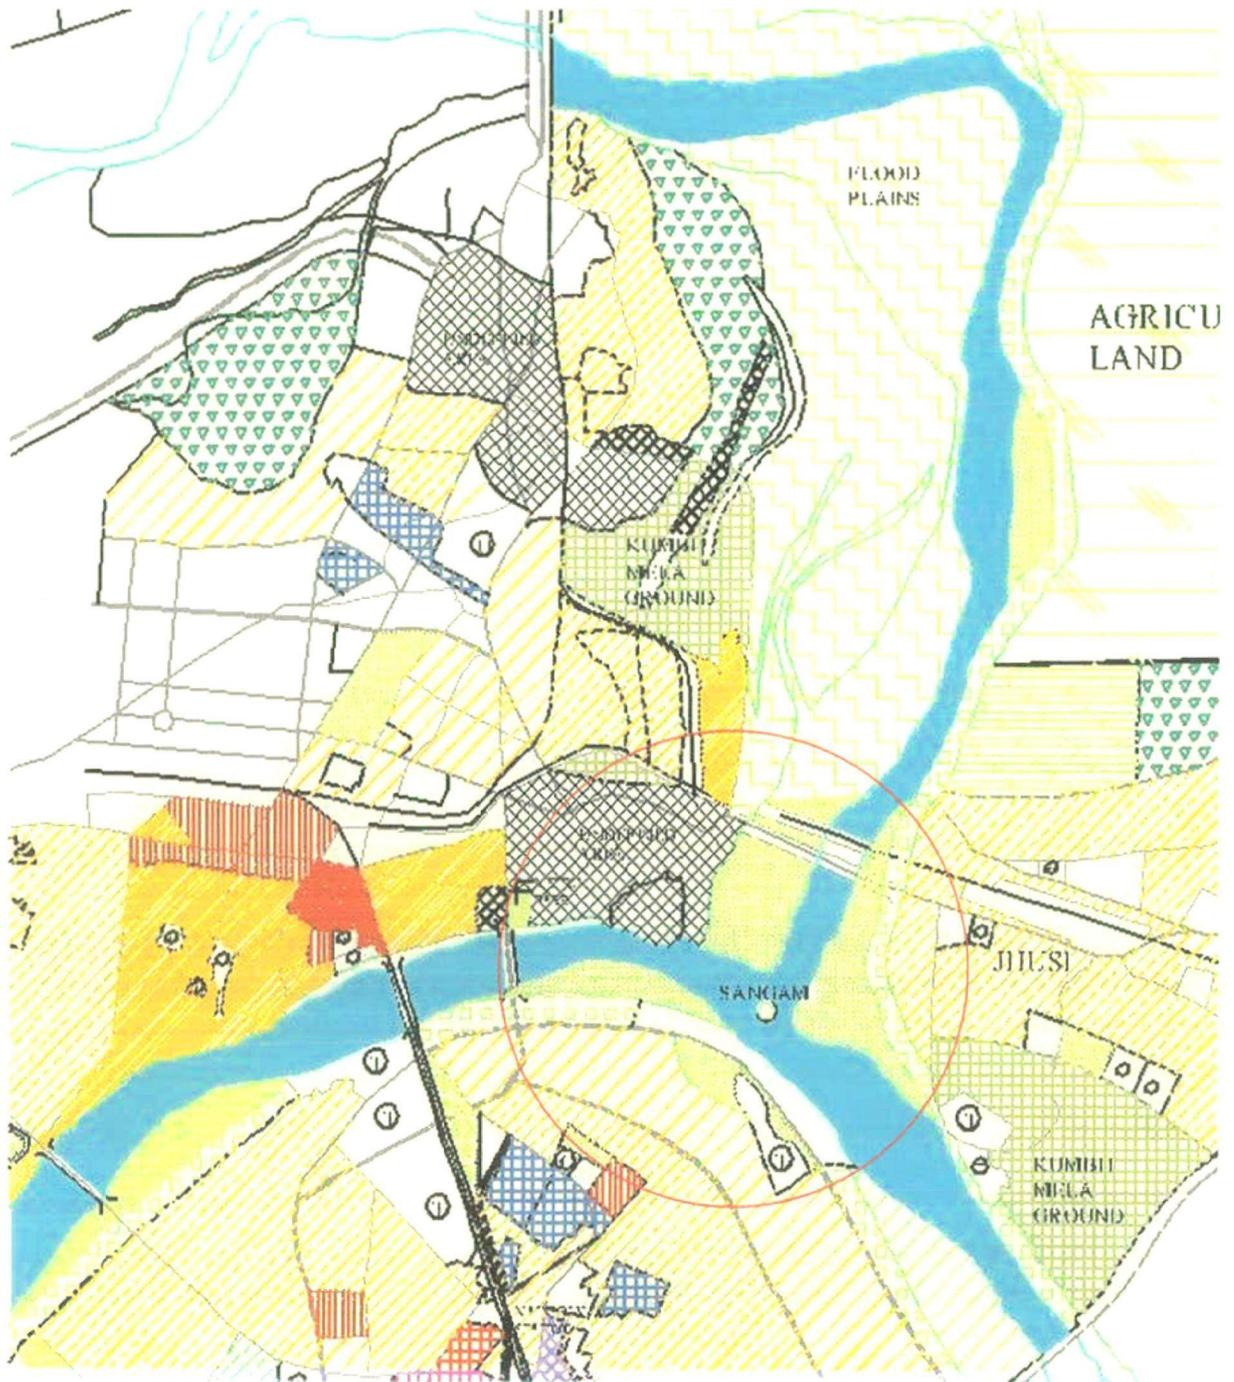 FLOOD
PLAINS
AGRICU
LAND
KUMBH
MELA
GROUND
SANGAM
JHUSI
KUMBH
MELA
GROUND